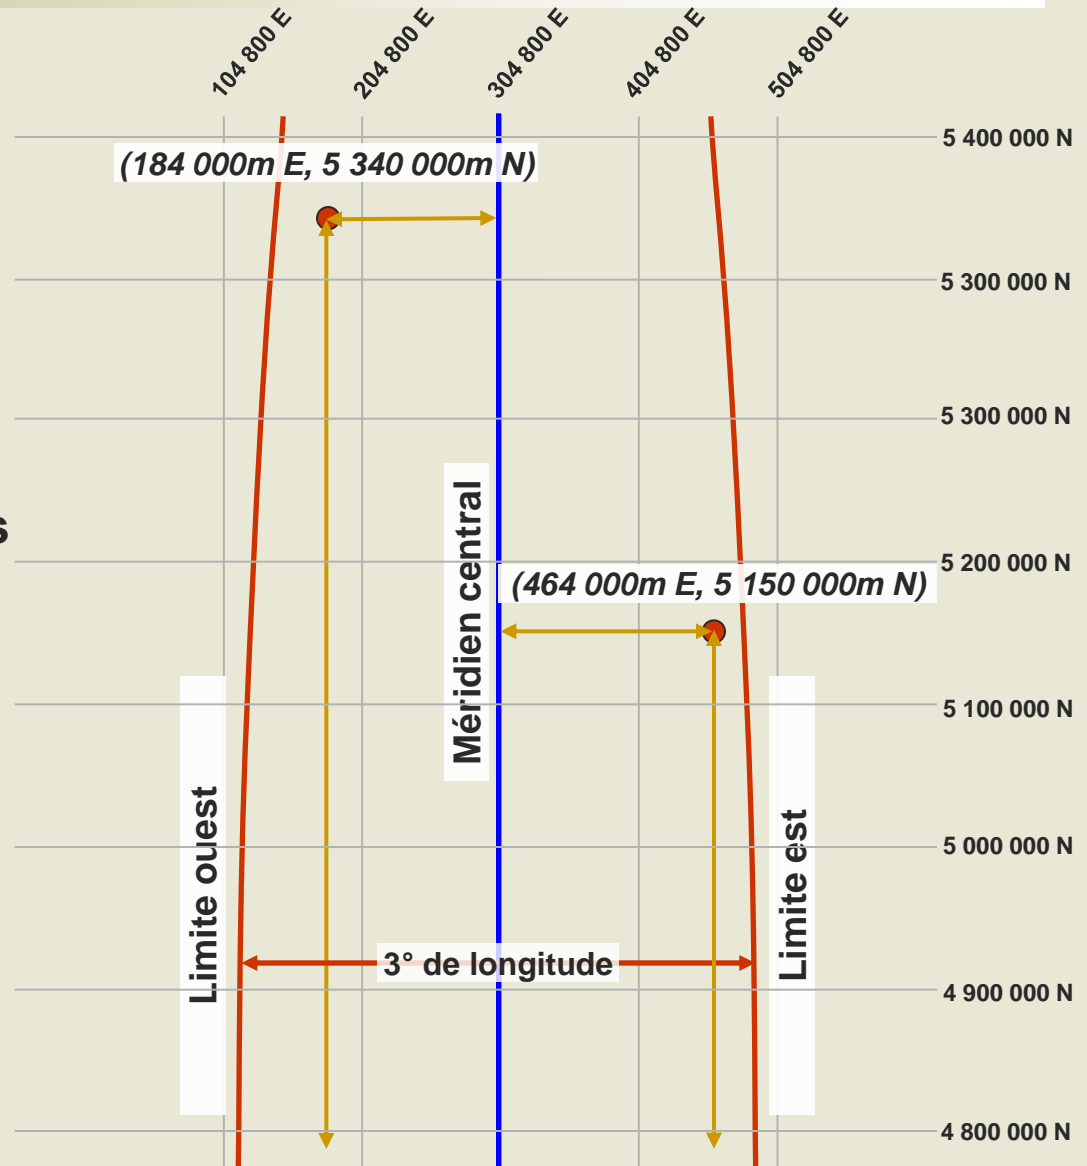 104 800 E
204 800 E
304 800 E
404 800 E
504 800 E
5 400 000 N
(184 000m E, 5 340 000m N)
5 300 000 N
5 300 000 N
s
Méridien central
5 200 000 N
(464 000m E, 5 150 000m N)
5 100 000 N
Limite ouest
Limite est
5 000 000 N
3° de longitude
4 900 000 N
4 800 000 N